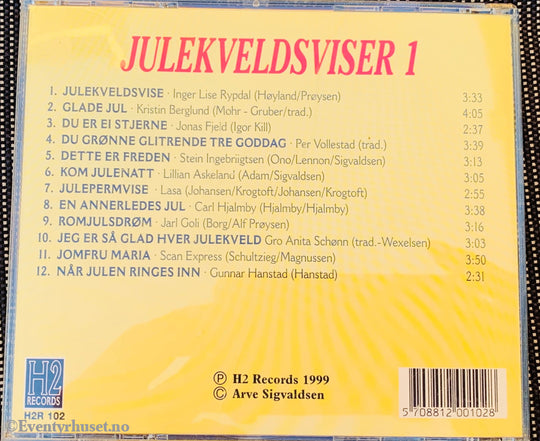 JULEKVELDSVISER 1
1. JULEKVELDSVISE · Inger Lise Rypdal (Høyland/Prøysen) 3:33
2. GLADE JUL · Kristin Berglund (Mohr - Gruber/trad.) 4:05
3. DU ER EI STJERNE · Jonas Fjeld (Igor Kill) 2:37
4. DU GRØNNE GLITRENDE TRE GODDAG · Per Vollestad (trad.) 3:39
5. DETTE ER FREDEN · Stein Ingebrigtsen (Ono/Lennon/Sigvaldsen) 3:13
6. KOM JULENATT · Lillian Askeland (Adam/Sigvaldsen) 3:05
7. JULEPERMVISE · Lasa (Johansen/Krogtoft/Johansen/Krogtoft) 2:55
8. EN ANNERLEDES JUL · Carl Hjalmby (Hjalmby/Hjalmby) 3:38
9. ROMJULSDRØM · Jarl Goli (Borg/Alf Prøysen) 3:16
10. JEG ER SÅ GLAD HVER JULEKVELD Gro Anita Schønn (trad.-Wexelsen) 3:03
11. JOMFRU MARIA · Scan Express (Schultzieg/Magnussen) 3:50
12. NÅR JULEN RINGES INN · Gunnar Hanstad (Hanstad) 2:31
H2
RECORDS
H2R 102
Ⓟ H2 Records 1999
© Arve Sigvaldsen
5 708812 001028
©Eventyrhuset.no